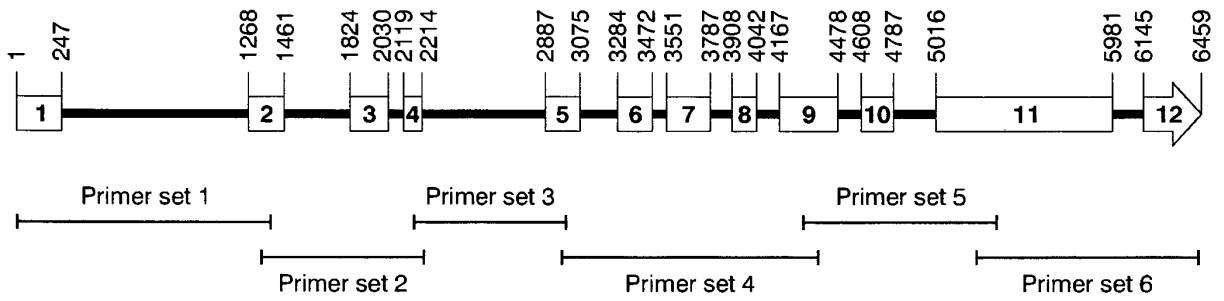 1 247 1268 1461 1824 2030 2119 2214 2887 3075 3284 3472 3551 3787 3908 4042 4167 4478 4608 4787 5016 5981 6145 6459
1 2 3 4 5 6 7 8 9 10 11 12
Primer set 1 Primer set 3 Primer set 5
Primer set 2 Primer set 4 Primer set 6